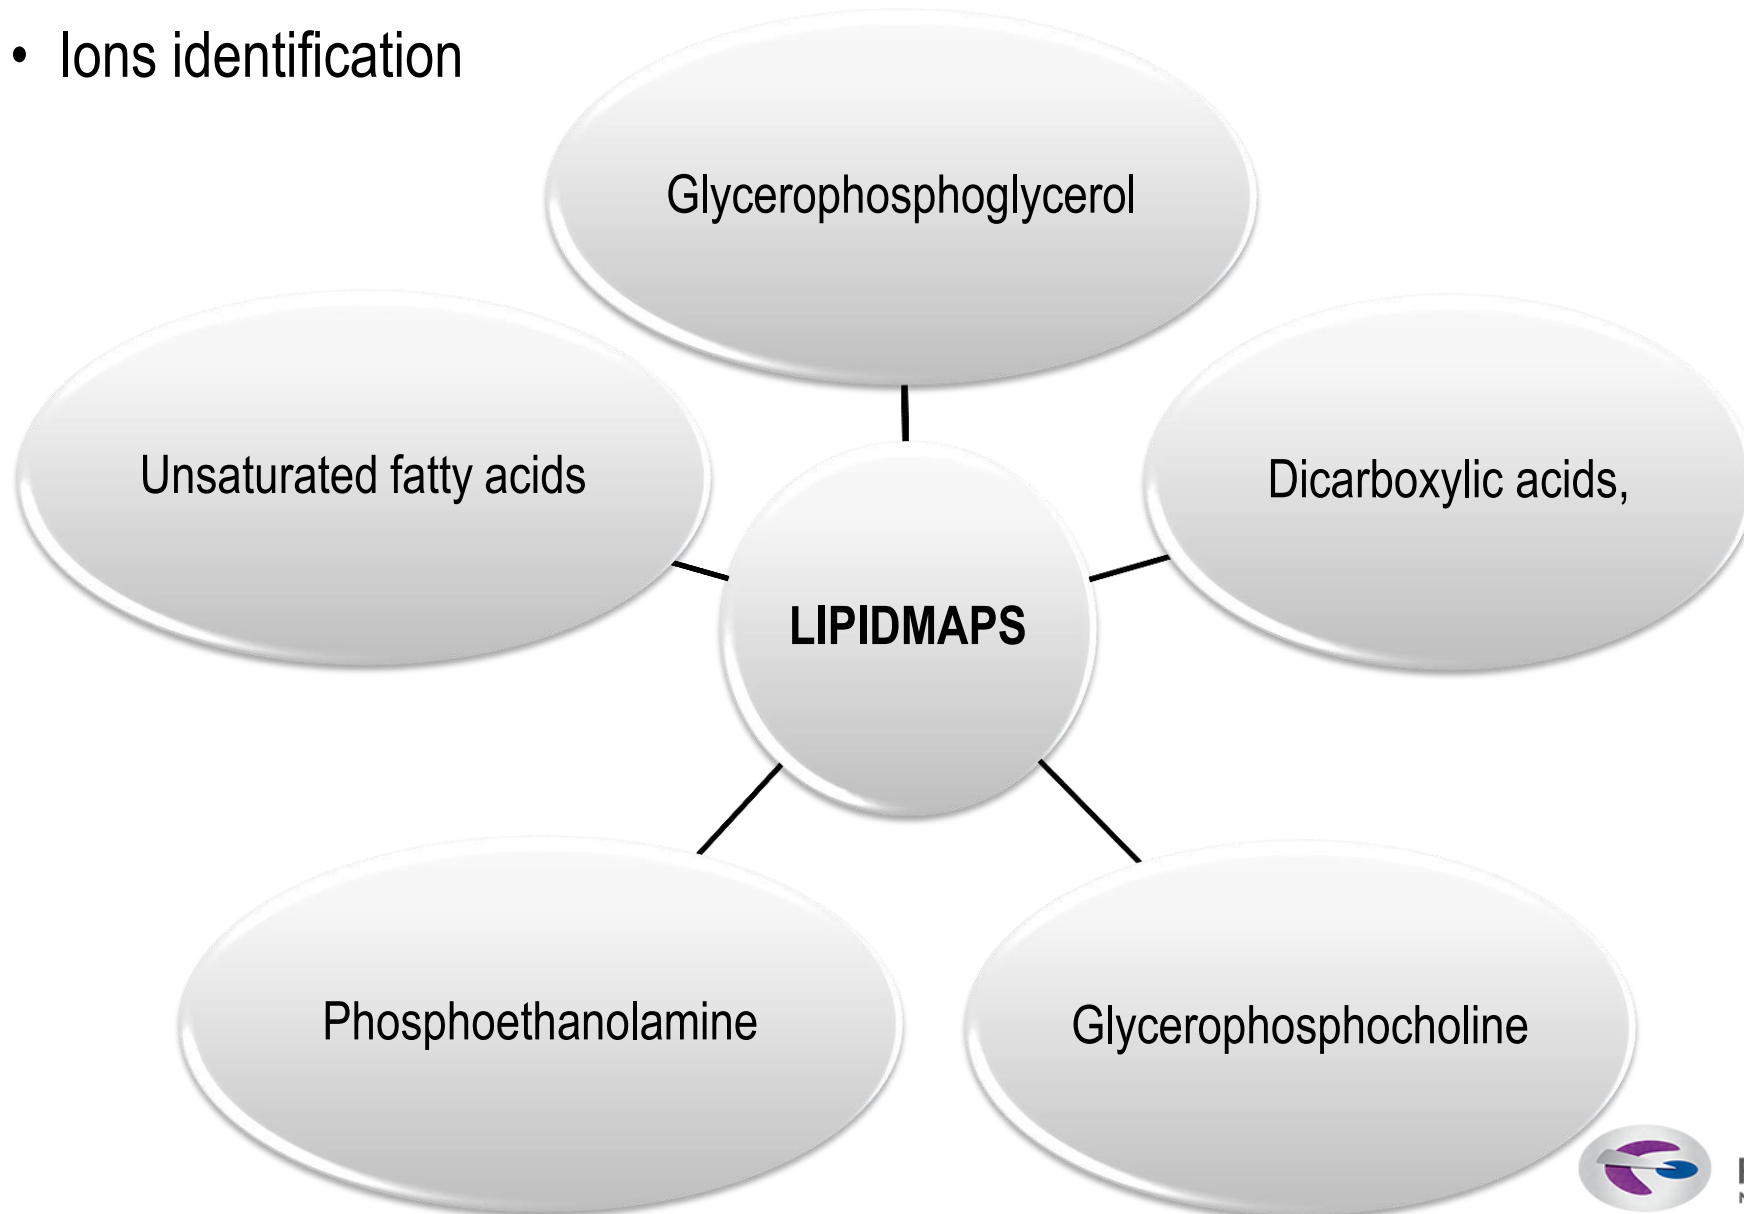 • Ions identification
Glycerophosphoglycerol
Unsaturated fatty acids
Dicarboxylic acids,
LIPIDMAPS
Phosphoethanolamine
Glycerophosphocholine